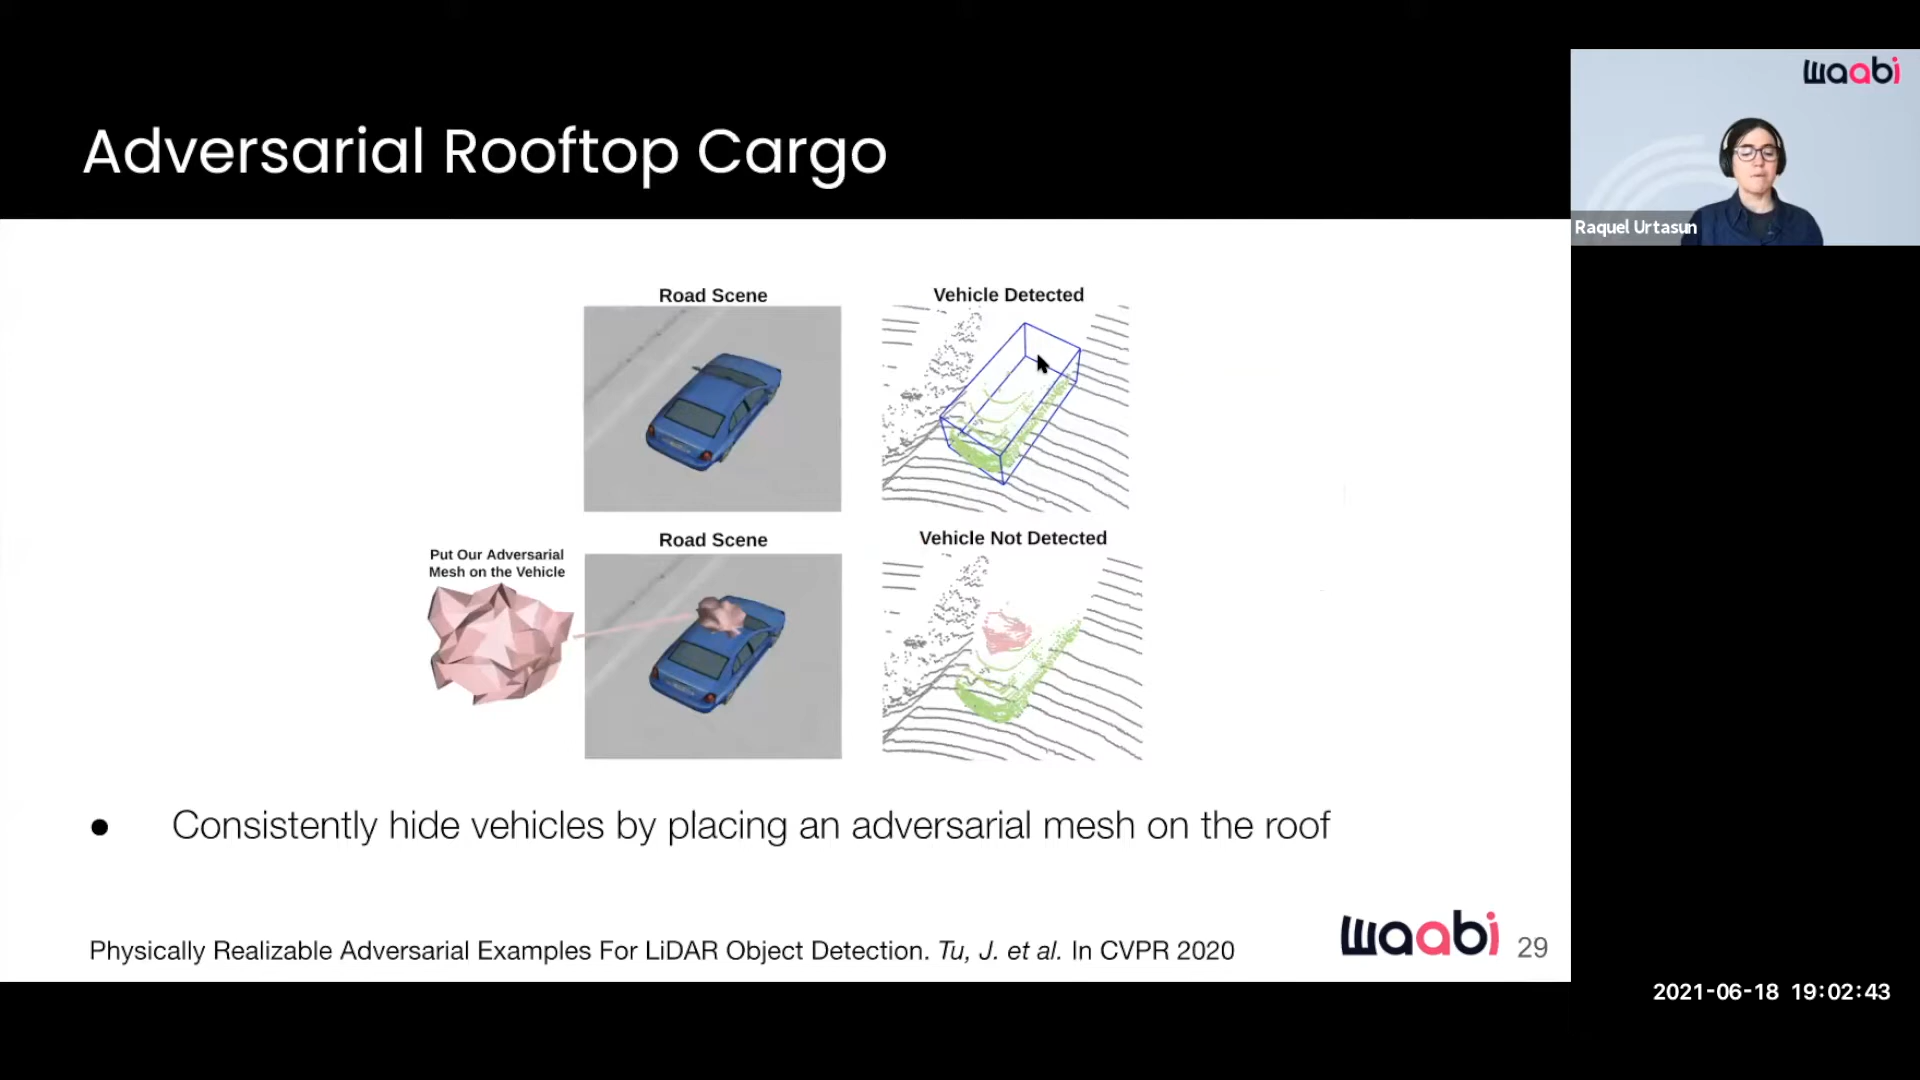 waabi
Adversarial Rooftop Cargo
Raquel Urtasun
Road Scene
Vehicle Detected
Road Scene
Vehicle Not Detected
Put Our Adversarial
Mesh on the Vehicle
● Consistently hide vehicles by placing an adversarial mesh on the roof
Physically Realizable Adversarial Examples For LiDAR Object Detection. Tu, J. et al. In CVPR 2020
waabi 29
2021-06-18 19:02:43